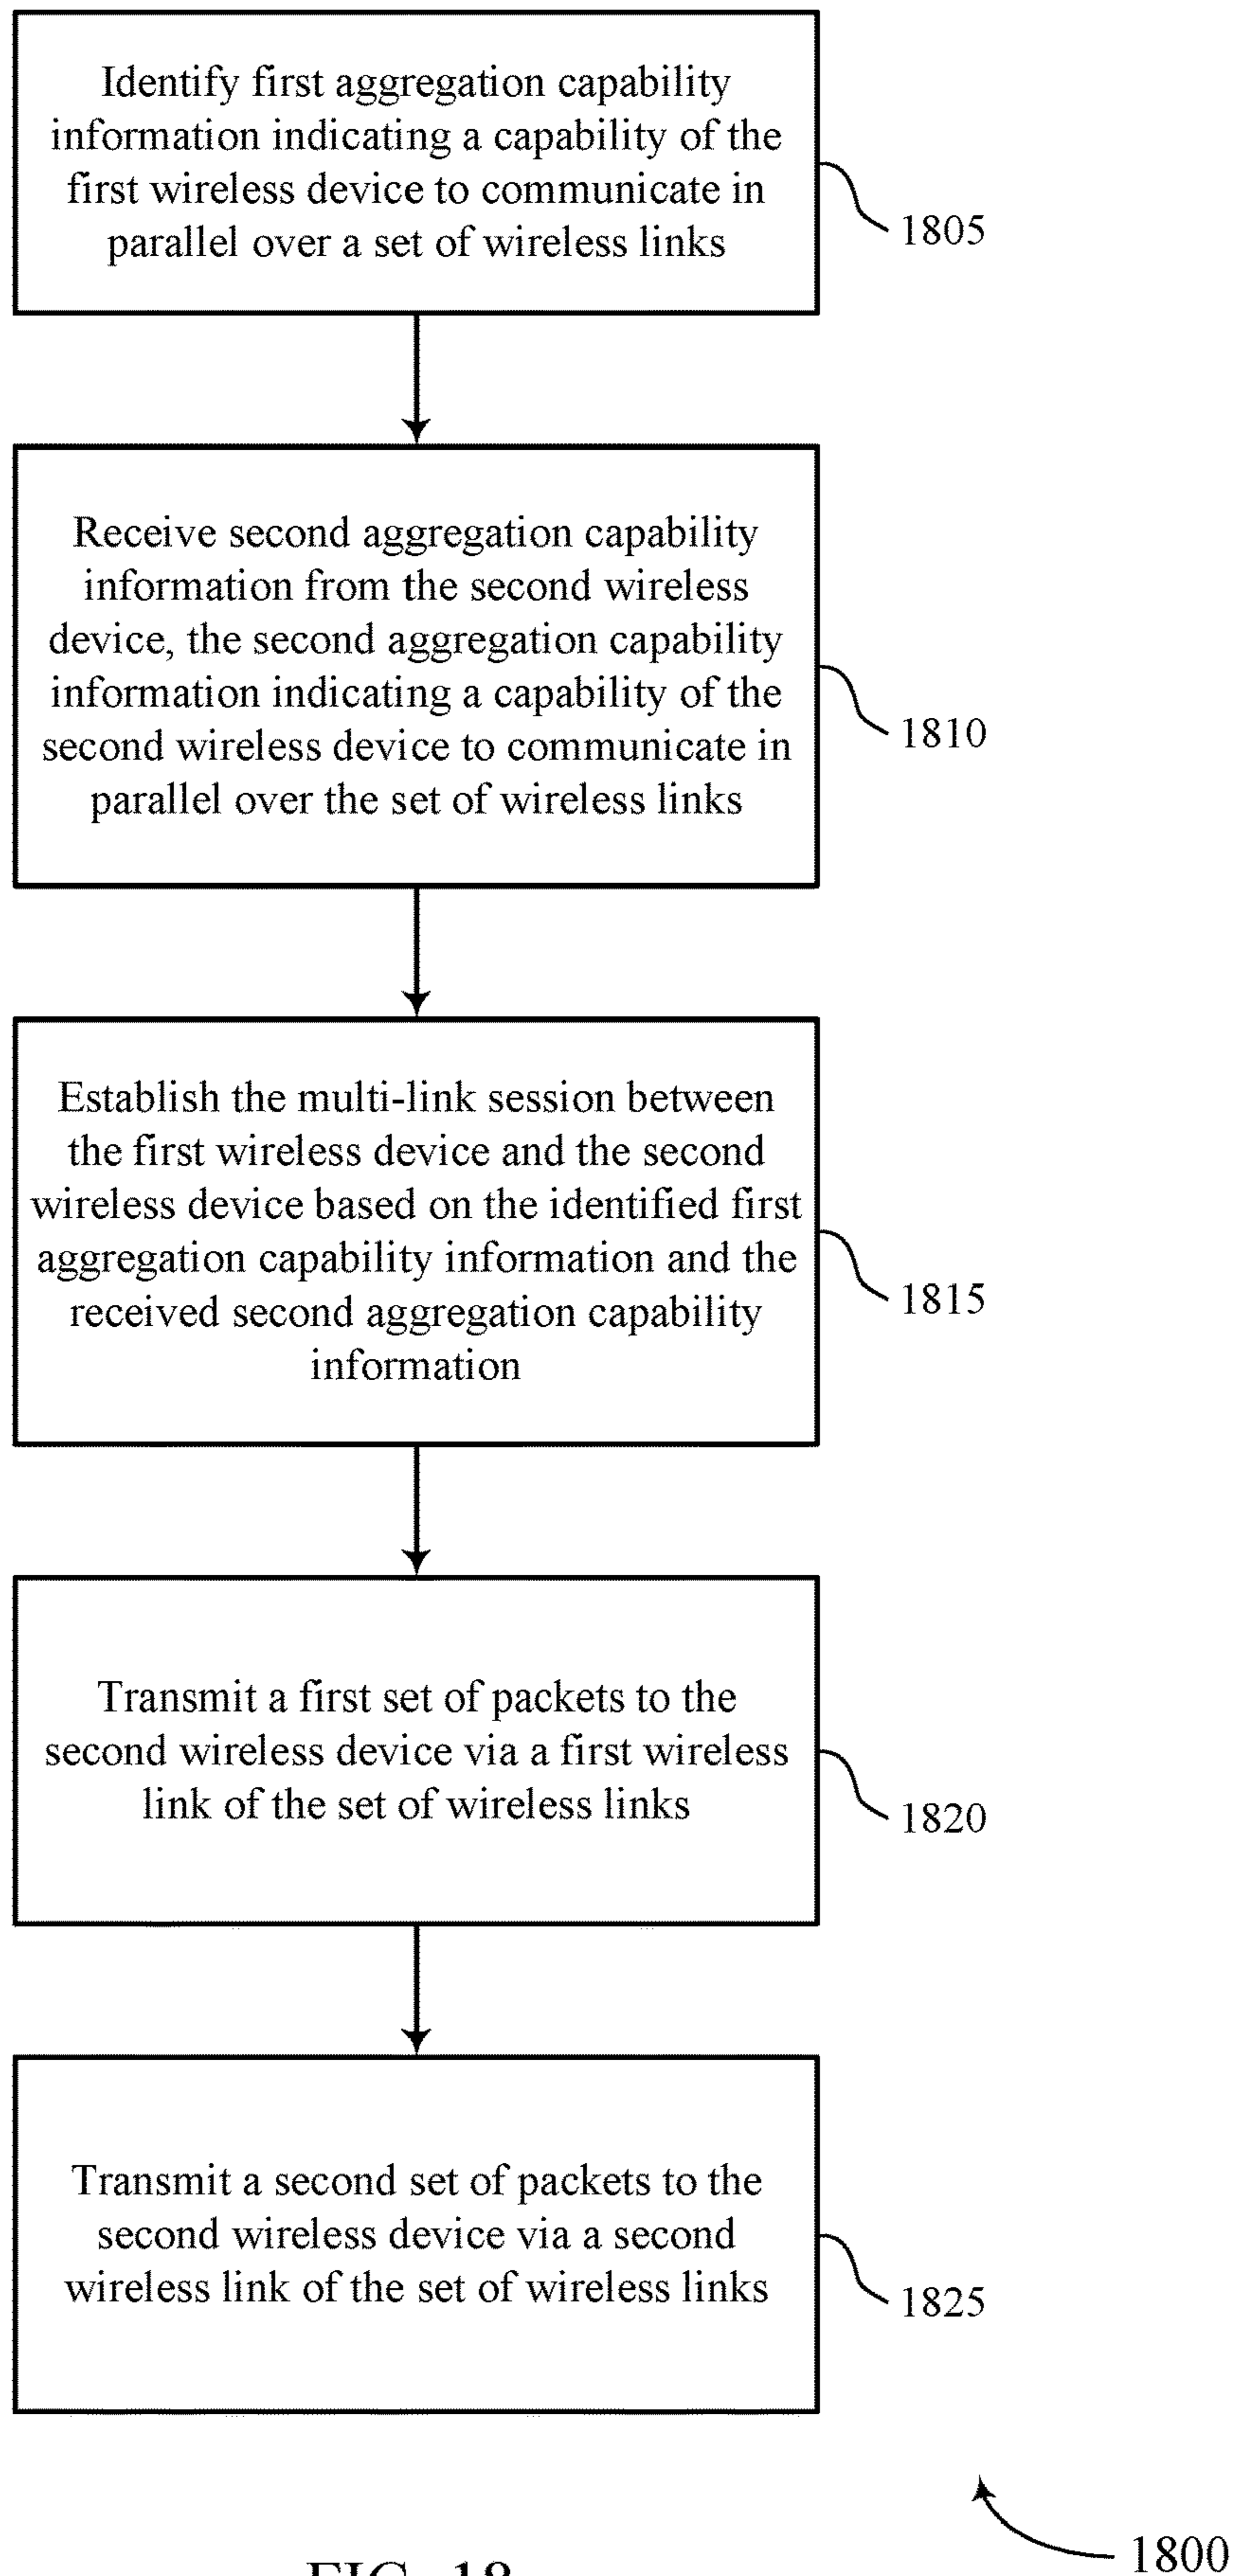 Identify first aggregation capability
information indicating a capability of the
first wireless device to communicate in
parallel over a set of wireless links
1805
Receive second aggregation capability
information from the second wireless
device, the second aggregation capability
information indicating a capability of the
second wireless device to communicate in
parallel over the set of wireless links
1810
Establish the multi-link session between
the first wireless device and the second
wireless device based on the identified first
aggregation capability information and the
received second aggregation capability
information
1815
Transmit a first set of packets to the
second wireless device via a first wireless
link of the set of wireless links
1820
Transmit a second set of packets to the
second wireless device via a second
wireless link of the set of wireless links
1825
1800
FIG. 18